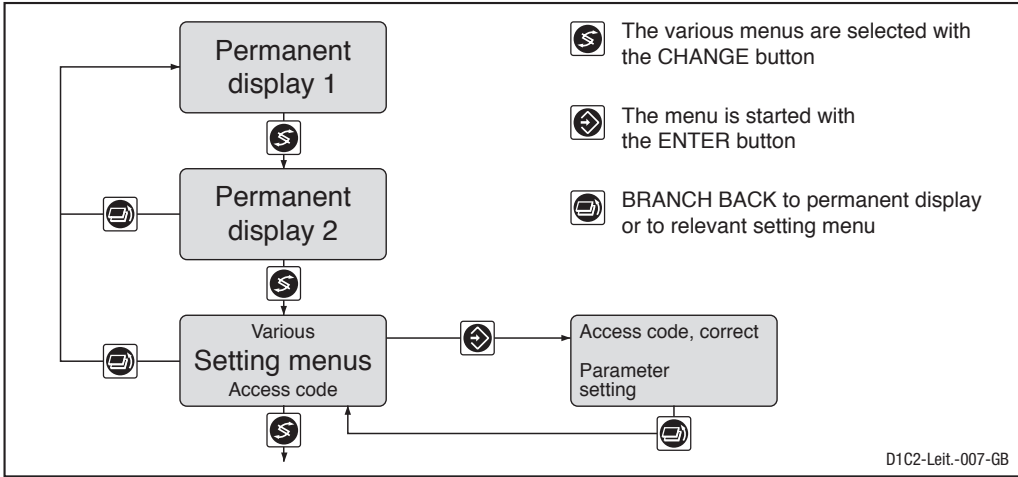 Permanent
display 1
Permanent
display 2
Various
Setting menus
Access code
Access code, correct
Parameter
setting
The various menus are selected with
the CHANGE button
The menu is started with
the ENTER button
BRANCH BACK to permanent display
or to relevant setting menu
D1C2-Leit.-007-GB